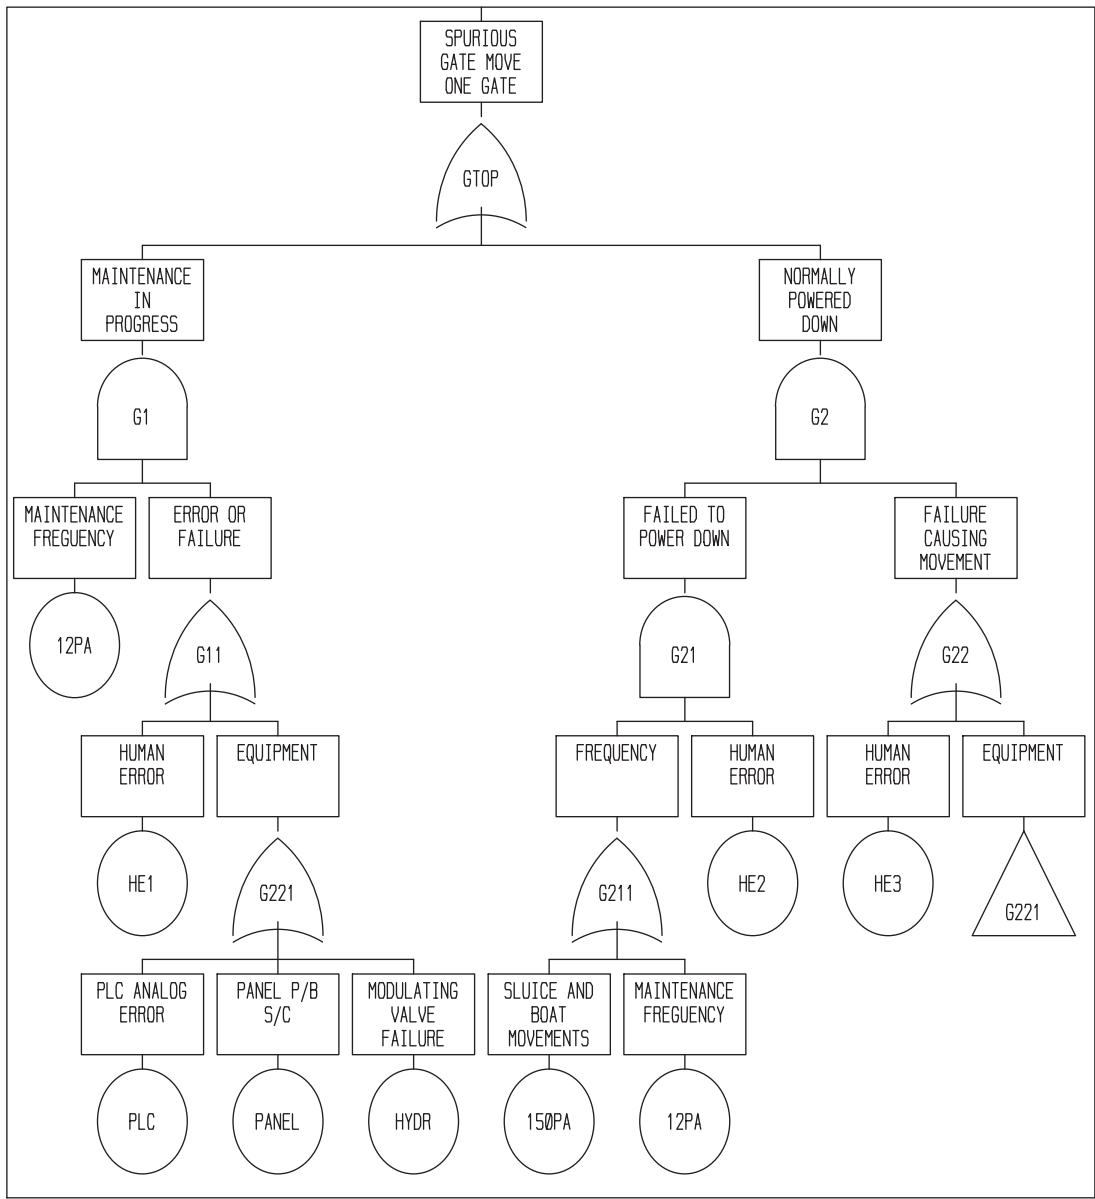 SPURIOUS
GATE MOVE
ONE GATE
GTOP
MAINTENANCE
IN
PROGRESS
NORMALLY
POWERED
DOWN
G1
G2
MAINTENANCE
FREGUENCY
ERROR OR
FAILURE
FAILED TO
POWER DOWN
FAILURE
CAUSING
MOVEMENT
12PA
G11
G21
G22
HUMAN
ERROR
EQUIPMENT
FREQUENCY
HUMAN
ERROR
HUMAN
ERROR
EQUIPMENT
HE1
G221
G211
HE2
HE3
G221
PLC ANALOG
ERROR
PANEL P/B
S/C
MODULATING
VALVE
FAILURE
SLUICE AND
BOAT
MOVEMENTS
MAINTENANCE
FREGUENCY
PLC
PANEL
HYDR
150PA
12PA